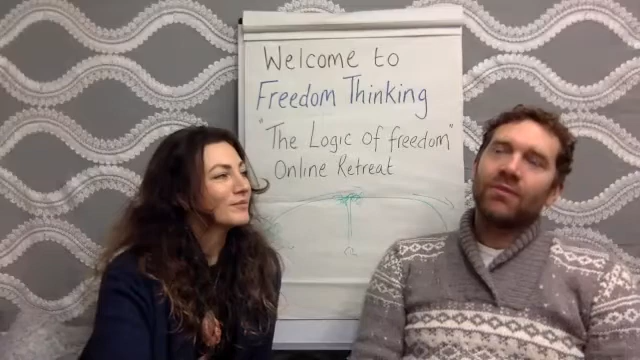 Welcome to
Freedom Thinking
"The Logic of freedom"
Online Retreat